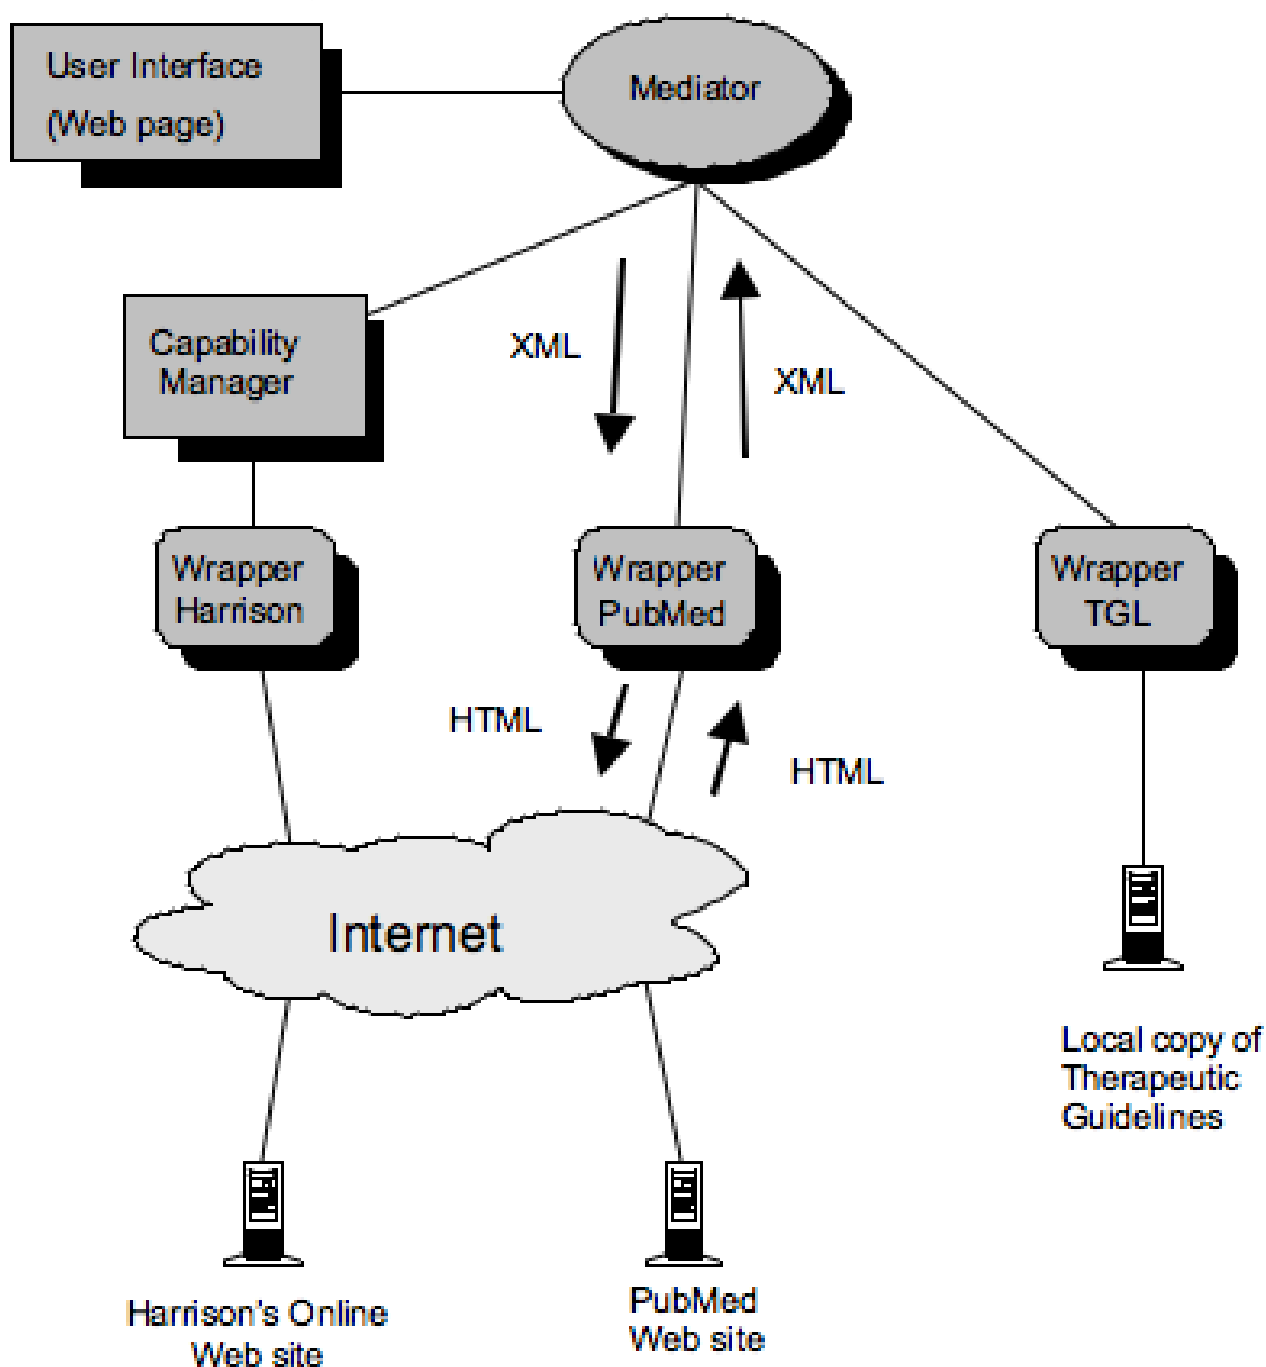 User Interface
(Web page)
Mediator
Capability
Manager
XML
XML
Wrapper
Harrison
Wrapper
PubMed
Wrapper
TGL
HTML
HTML
Internet
Local copy of
Therapeutic
Guidelines
Harrison's Online
Web site
PubMed
Web site